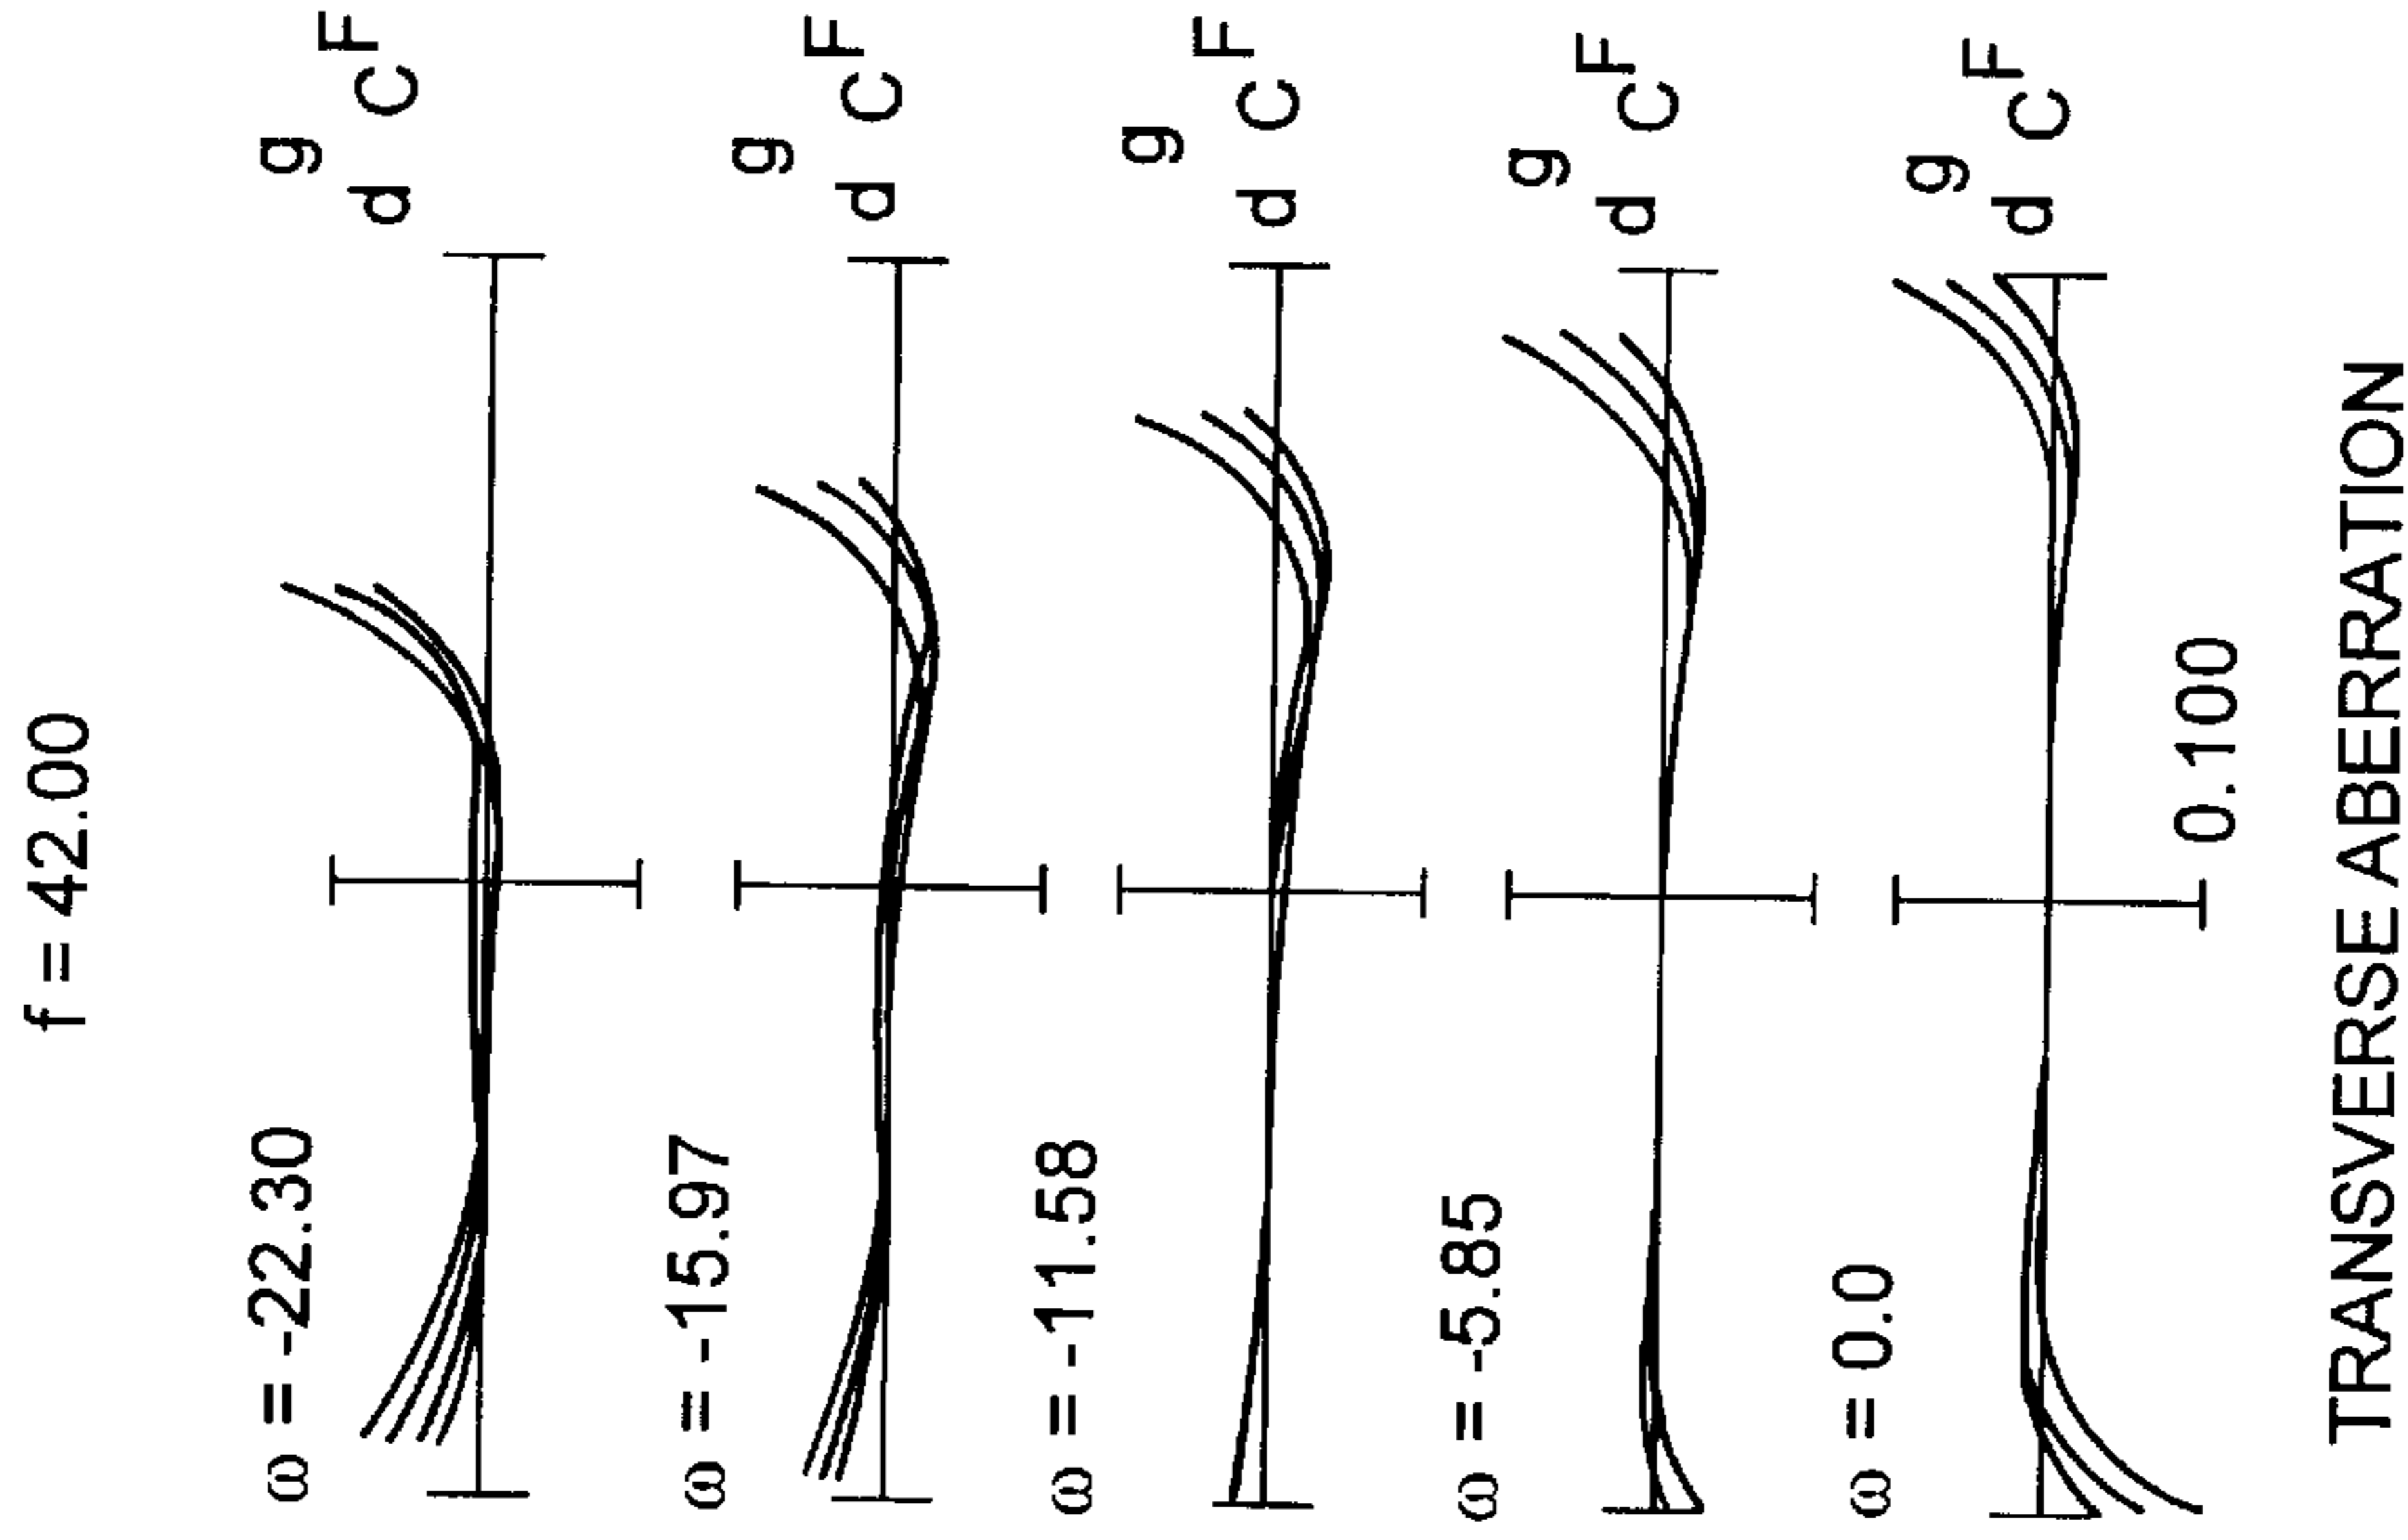 f = 42.00
ω = -22.30
g
d C F
ω = -15.97
g
d C F
ω = -11.58
g
d C F
ω = -5.85
g
d C F
ω = 0.0
g
d C F
0.100
TRANSVERSE ABERRATION